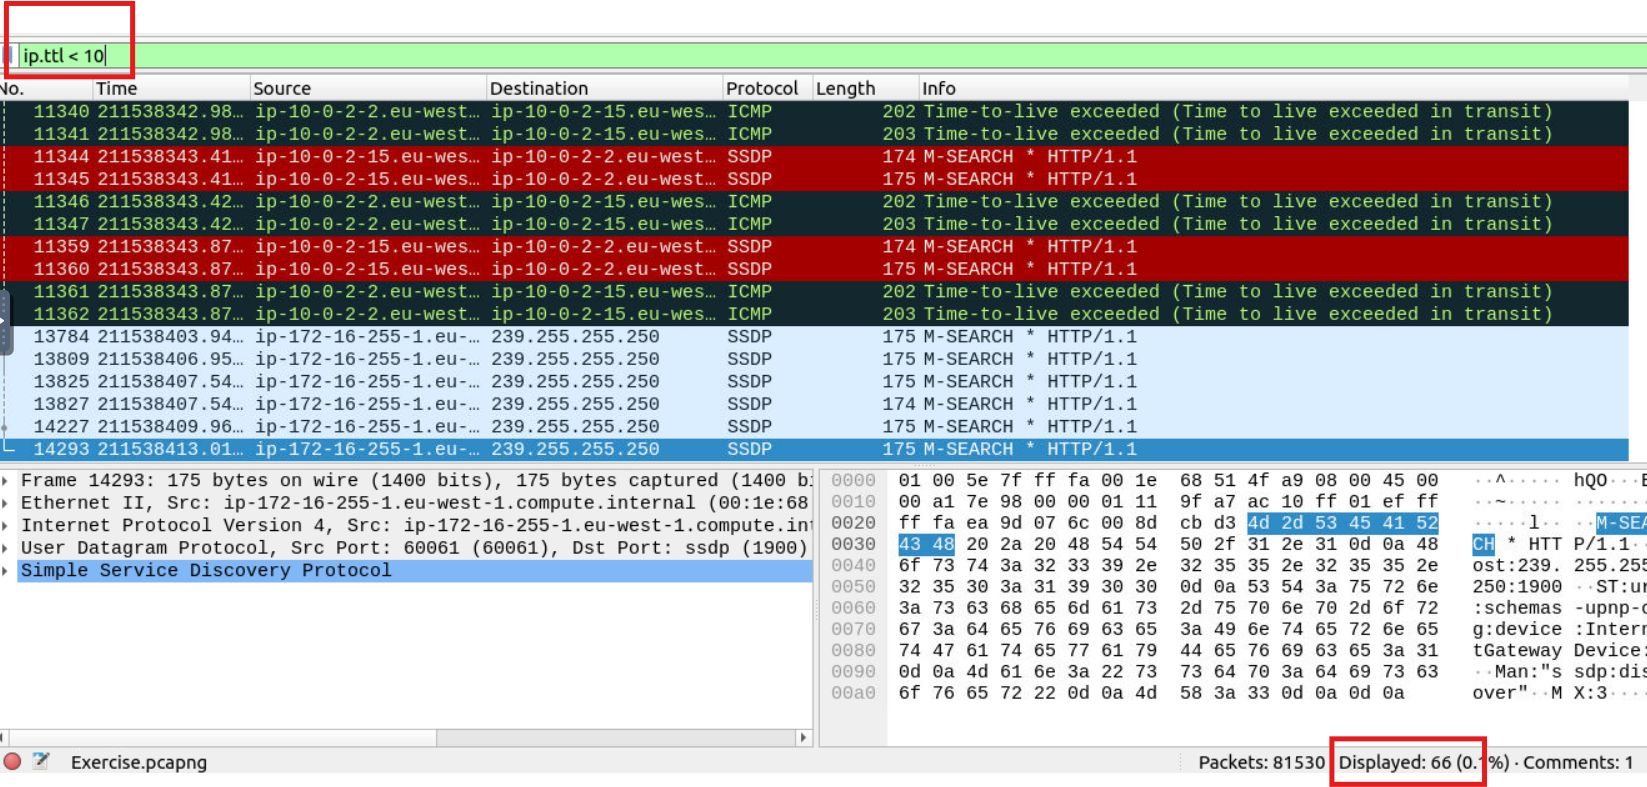 ip.ttl < 10
No. Time Source Destination Protocol Length Info
11340 211538342.98… ip-10-0-2-2.eu-west… ip-10-0-2-15.eu-wes… ICMP 202 Time-to-live exceeded (Time to live exceeded in transit)
11341 211538342.98… ip-10-0-2-2.eu-west… ip-10-0-2-15.eu-wes… ICMP 203 Time-to-live exceeded (Time to live exceeded in transit)
11344 211538343.41… ip-10-0-2-15.eu-wes… ip-10-0-2-2.eu-west… SSDP 174 M-SEARCH * HTTP/1.1
11345 211538343.41… ip-10-0-2-15.eu-wes… ip-10-0-2-2.eu-west… SSDP 175 M-SEARCH * HTTP/1.1
11346 211538343.42… ip-10-0-2-2.eu-west… ip-10-0-2-15.eu-wes… ICMP 202 Time-to-live exceeded (Time to live exceeded in transit)
11347 211538343.42… ip-10-0-2-2.eu-west… ip-10-0-2-15.eu-wes… ICMP 203 Time-to-live exceeded (Time to live exceeded in transit)
11359 211538343.87… ip-10-0-2-15.eu-wes… ip-10-0-2-2.eu-west… SSDP 174 M-SEARCH * HTTP/1.1
11360 211538343.87… ip-10-0-2-15.eu-wes… ip-10-0-2-2.eu-west… SSDP 175 M-SEARCH * HTTP/1.1
11361 211538343.87… ip-10-0-2-2.eu-west… ip-10-0-2-15.eu-wes… ICMP 202 Time-to-live exceeded (Time to live exceeded in transit)
11362 211538343.87… ip-10-0-2-2.eu-west… ip-10-0-2-15.eu-wes… ICMP 203 Time-to-live exceeded (Time to live exceeded in transit)
13784 211538403.94… ip-172-16-255-1.eu-… 239.255.255.250 SSDP 175 M-SEARCH * HTTP/1.1
13809 211538406.95… ip-172-16-255-1.eu-… 239.255.255.250 SSDP 175 M-SEARCH * HTTP/1.1
13825 211538407.54… ip-172-16-255-1.eu-… 239.255.255.250 SSDP 175 M-SEARCH * HTTP/1.1
13827 211538407.54… ip-172-16-255-1.eu-… 239.255.255.250 SSDP 174 M-SEARCH * HTTP/1.1
14227 211538409.96… ip-172-16-255-1.eu-… 239.255.255.250 SSDP 175 M-SEARCH * HTTP/1.1
14293 211538413.01… ip-172-16-255-1.eu-… 239.255.255.250 SSDP 175 M-SEARCH * HTTP/1.1
Frame 14293: 175 bytes on wire (1400 bits), 175 bytes captured (1400 bi
Ethernet II, Src: ip-172-16-255-1.eu-west-1.compute.internal (00:1e:68
Internet Protocol Version 4, Src: ip-172-16-255-1.eu-west-1.compute.int
User Datagram Protocol, Src Port: 60061 (60061), Dst Port: ssdp (1900)
Simple Service Discovery Protocol
0000 01 00 5e 7f ff fa 00 1e 68 51 4f a9 08 00 45 00 ··^····· hQO···E
0010 00 a1 7e 98 00 00 01 11 9f a7 ac 10 ff 01 ef ff ··~····· ·······
0020 ff fa ea 9d 07 6c 00 8d cb d3 4d 2d 53 45 41 52 ·····l·· ··M-SEA
0030 43 48 20 2a 20 48 54 54 50 2f 31 2e 31 0d 0a 48 CH * HTT P/1.1··
0040 6f 73 74 3a 32 33 39 2e 32 35 35 2e 32 35 35 2e ost:239. 255.255
0050 32 35 30 3a 31 39 30 30 0d 0a 53 54 3a 75 72 6e 250:1900 ··ST:ur
0060 3a 73 63 68 65 6d 61 73 2d 75 70 6e 70 2d 6f 72 :schemas -upnp-o
0070 67 3a 64 65 76 69 63 65 3a 49 6e 74 65 72 6e 65 g:device :Intern
0080 74 47 61 74 65 77 61 79 44 65 76 69 63 65 3a 31 tGateway Device:
0090 0d 0a 4d 61 6e 3a 22 73 73 64 70 3a 64 69 73 63 ··Man:"s sdp:dis
00a0 6f 76 65 72 22 0d 0a 4d 58 3a 33 0d 0a 0d 0a over"··M X:3····
Exercise.pcapng Packets: 81530 Displayed: 66 (0.1%) · Comments: 1